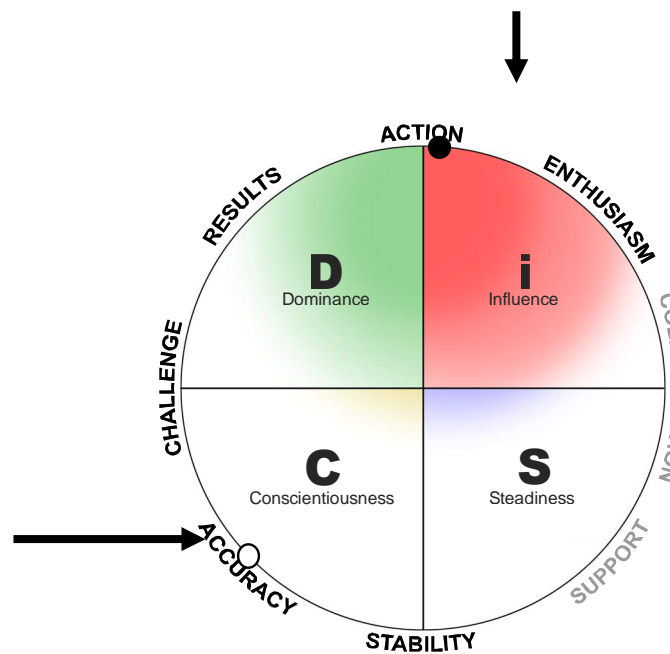 ACTION
RESULTS
ENTHUSIASM
D
Dominance
i
Influence
CHALLENGE
C
Conscientiousness
S
Steadiness
ACCURACY
SUPPORT
STABILITY